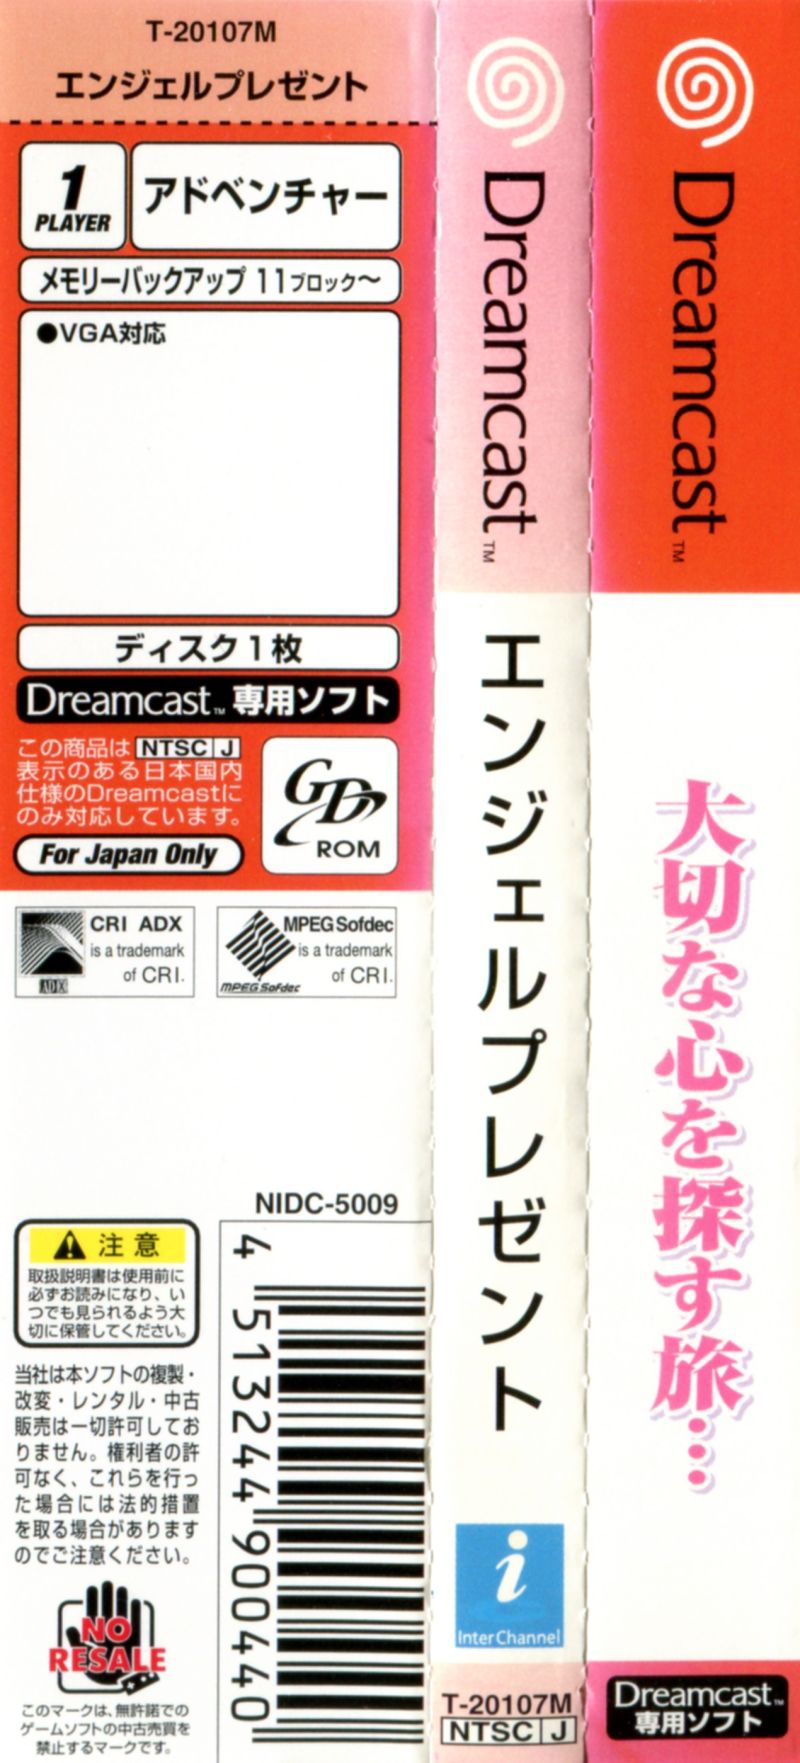 T-20107M
エンジェルプレゼント
1
PLAYER
アドベンチャー
メモリーバックアップ 11ブロック〜
●VGA対応
ディスク1枚
Dreamcast™ 専用ソフト
この商品は NTSC J
表示のある日本国内
仕様のDreamcastに
のみ対応しています。
For Japan Only
GD
ROM
CRI ADX
is a trademark
of CRI.
ADX
MPEG Sofdec
is a trademark
of CRI.
MPEG Sofdec
NIDC-5009
注意
取扱説明書は使用前に
必ずお読みになり、い
つでも見られるよう大
切に保管してください。
当社は本ソフトの複製・
改変・レンタル・中古
販売は一切許可してお
りません。権利者の許
可なく、これらを行っ
た場合には法的措置
を取る場合があります
のでご注意ください。
NO
RESALE
このマークは、無許諾での
ゲームソフトの中古売買を
禁止するマークです。
4 513244 900440
Dreamcast™
エンジェルプレゼント
i
InterChannel
T-20107M
NTSC J
Dreamcast™
大切な心を探す旅…
Dreamcast™
専用ソフト